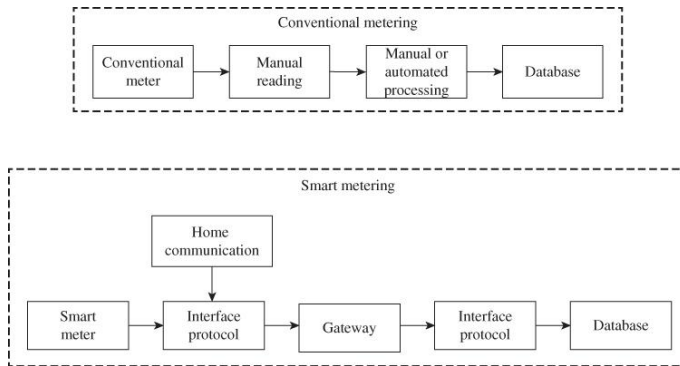 Conventional metering
Conventional
meter
Manual
reading
Manual or
automated
processing
Database
Smart metering
Home
communication
Smart
meter
Interface
protocol
Gateway
Interface
protocol
Database